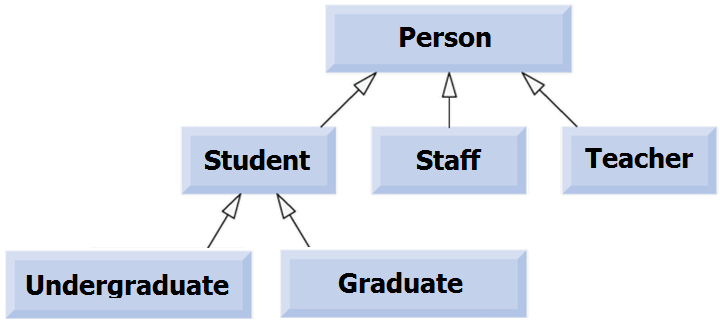 Person
Student
Staff
Teacher
Undergraduate
Graduate